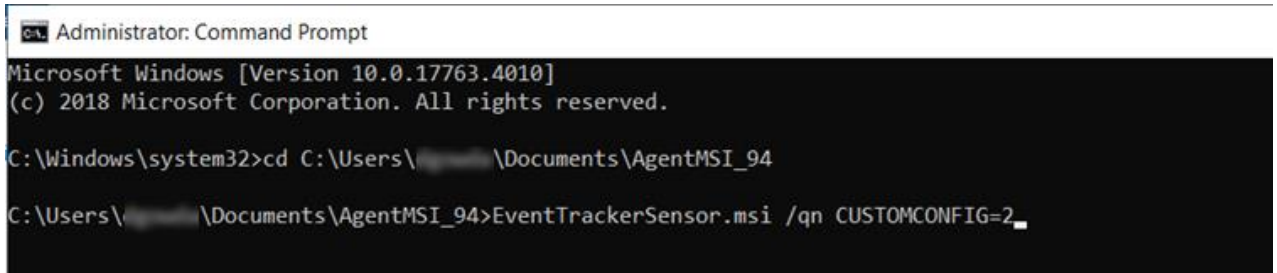 Administrator: Command Prompt
Microsoft Windows [Version 10.0.17763.4010]
(c) 2018 Microsoft Corporation. All rights reserved.
C:\Windows\system32>cd C:\Users\ \Documents\AgentMSI_94
C:\Users\ \Documents\AgentMSI_94>EventTrackerSensor.msi /qn CUSTOMCONFIG=2